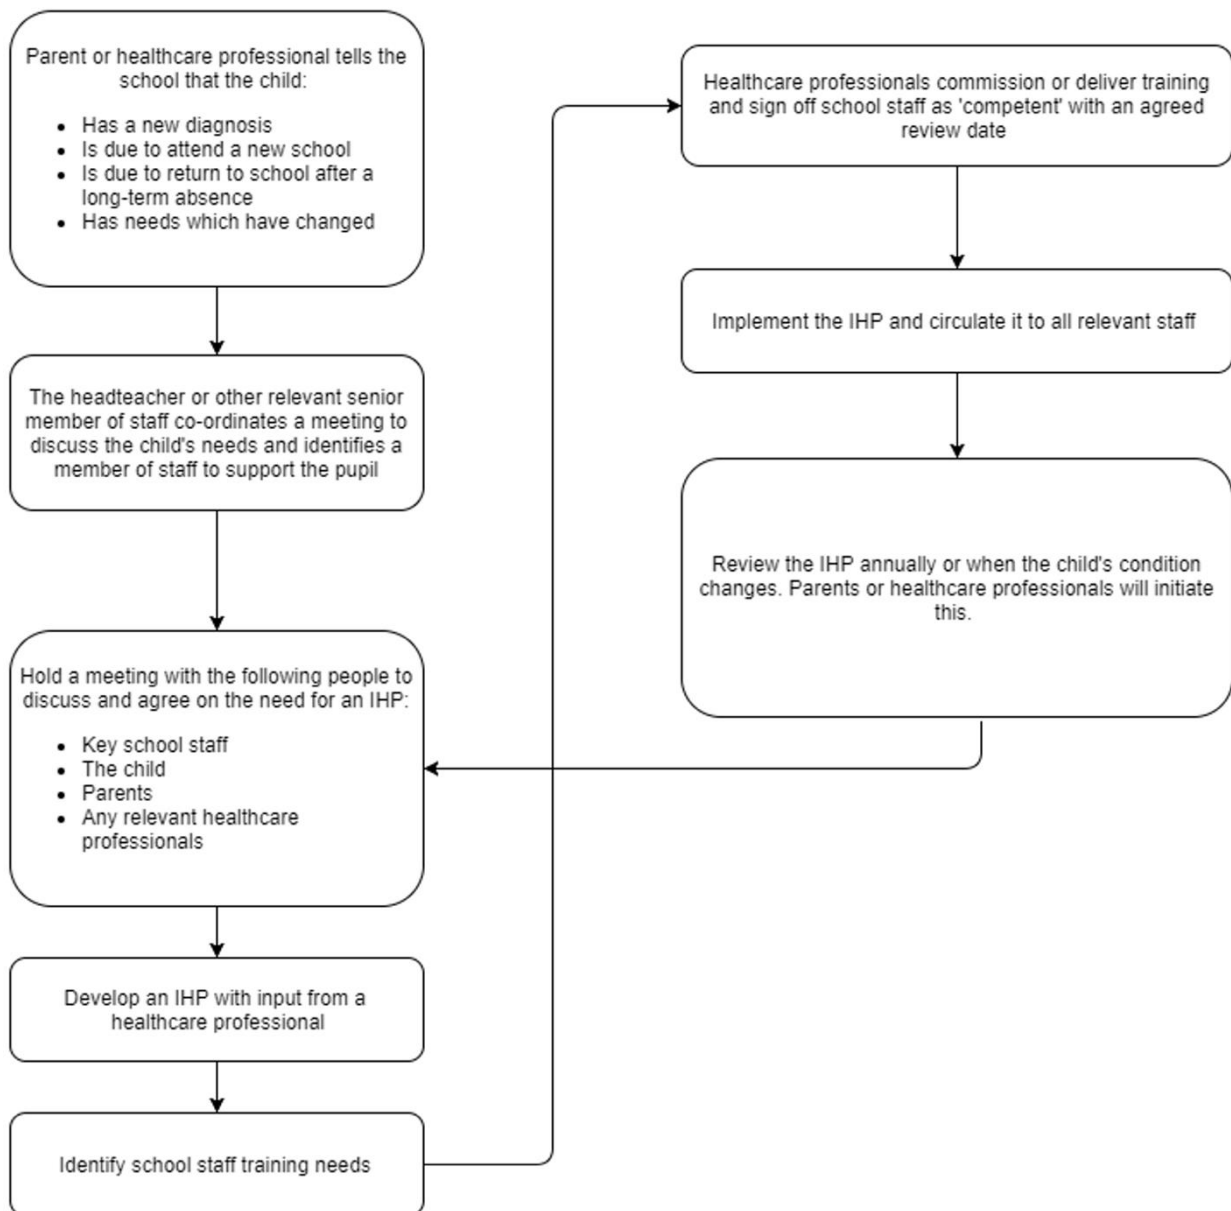 Parent or healthcare professional tells the
school that the child:
• Has a new diagnosis
• Is due to attend a new school
• Is due to return to school after a
long-term absence
• Has needs which have changed
The headteacher or other relevant senior
member of staff co-ordinates a meeting to
discuss the child's needs and identifies a
member of staff to support the pupil
Hold a meeting with the following people to
discuss and agree on the need for an IHP:
• Key school staff
• The child
• Parents
• Any relevant healthcare
professionals
Develop an IHP with input from a
healthcare professional
Identify school staff training needs
Healthcare professionals commission or deliver training
and sign off school staff as 'competent' with an agreed
review date
Implement the IHP and circulate it to all relevant staff
Review the IHP annually or when the child's condition
changes. Parents or healthcare professionals will initiate
this.